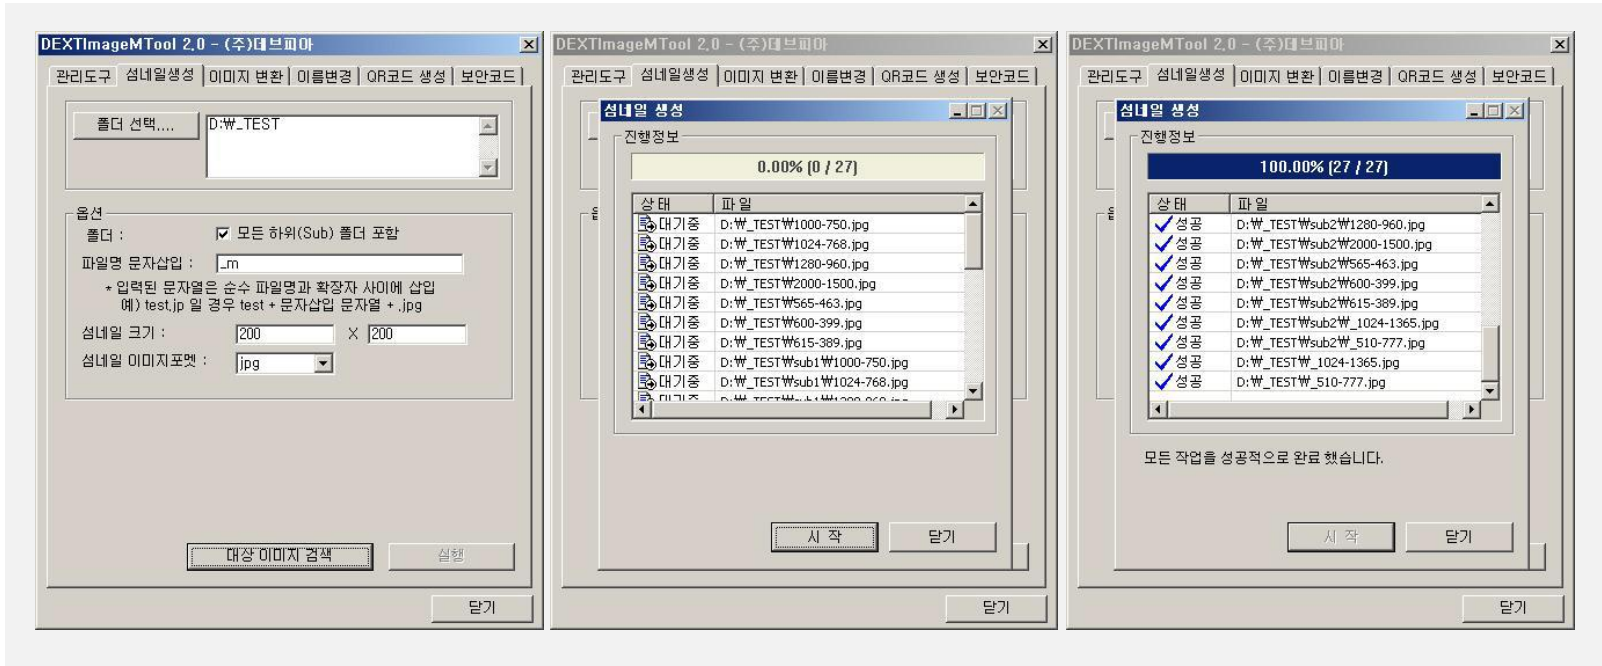 DEXTImageMTool 2.0 - (주)데브피아
관리도구 섬네일생성 이미지 변환 이름변경 QR코드 생성 보안코드
폴더 선택.... D:₩_TEST
옵션
폴더 : 모든 하위(Sub) 폴더 포함
파일명 문자삽입 : _m
* 입력된 문자열은 순수 파일명과 확장자 사이에 삽입
예) test.jp 일 경우 test + 문자삽입 문자열 + .jpg
섬네일 크기 : 200 X 200
섬네일 이미지포멧 : jpg
대상 이미지 검색 실행
닫기
DEXTImageMTool 2.0 - (주)데브피아
관리도구 섬네일생성 이미지 변환 이름변경 QR코드 생성 보안코드
섬네일 생성
진행정보
0.00% (0 / 27)
상태 파일
대기중 D:₩_TEST₩1000-750.jpg
대기중 D:₩_TEST₩1024-768.jpg
대기중 D:₩_TEST₩1280-960.jpg
대기중 D:₩_TEST₩2000-1500.jpg
대기중 D:₩_TEST₩565-463.jpg
대기중 D:₩_TEST₩600-399.jpg
대기중 D:₩_TEST₩615-389.jpg
대기중 D:₩_TEST₩sub1₩1000-750.jpg
대기중 D:₩_TEST₩sub1₩1024-768.jpg
시 작 닫기
닫기
DEXTImageMTool 2.0 - (주)데브피아
관리도구 섬네일생성 이미지 변환 이름변경 QR코드 생성 보안코드
섬네일 생성
진행정보
100.00% (27 / 27)
상태 파일
성공 D:₩_TEST₩sub2₩1280-960.jpg
성공 D:₩_TEST₩sub2₩2000-1500.jpg
성공 D:₩_TEST₩sub2₩565-463.jpg
성공 D:₩_TEST₩sub2₩600-399.jpg
성공 D:₩_TEST₩sub2₩615-389.jpg
성공 D:₩_TEST₩sub2₩_1024-1365.jpg
성공 D:₩_TEST₩sub2₩_510-777.jpg
성공 D:₩_TEST₩_1024-1365.jpg
성공 D:₩_TEST₩_510-777.jpg
모든 작업을 성공적으로 완료 했습니다.
시 작 닫기
닫기